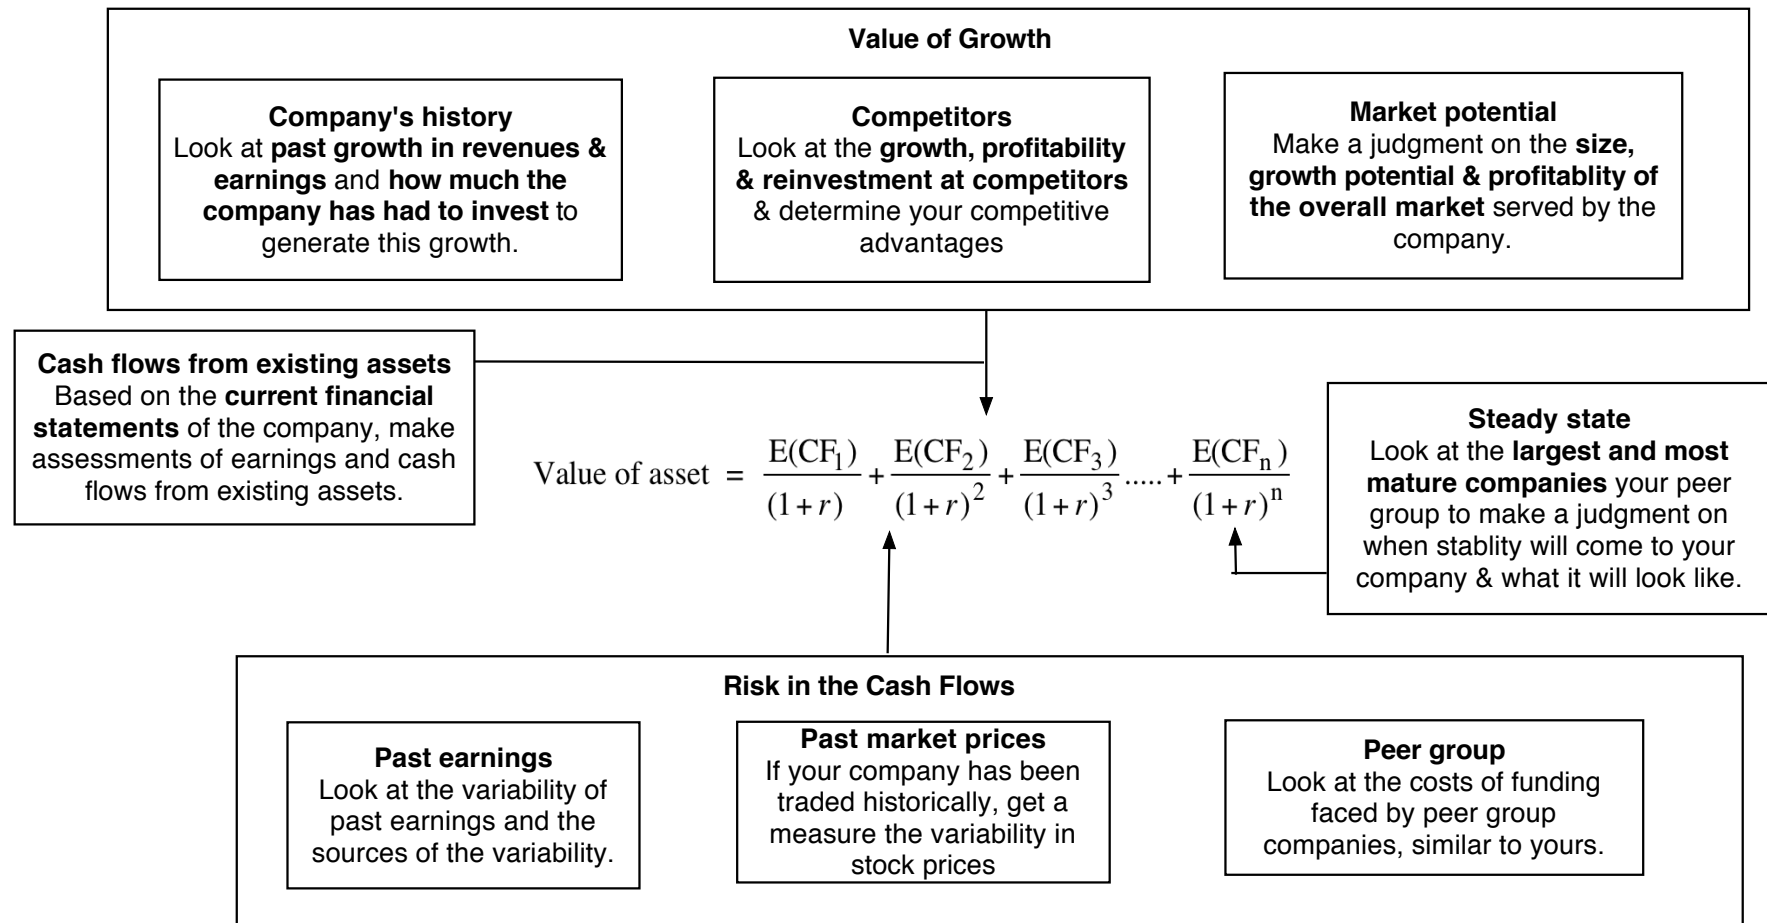 Value of Growth
Company's history
Look at past growth in revenues &
earnings and how much the
company has had to invest to
generate this growth.
Competitors
Look at the growth, profitability
& reinvestment at competitors
& determine your competitive
advantages
Market potential
Make a judgment on the size,
growth potential & profitablity of
the overall market served by the
company.
Cash flows from existing assets
Based on the current financial
statements of the company, make
assessments of earnings and cash
flows from existing assets.
Value of asset = E(CF1)/(1+r) + E(CF2)/(1+r)^2 + E(CF3)/(1+r)^3 ..... + E(CFn)/(1+r)^n
Steady state
Look at the largest and most
mature companies your peer
group to make a judgment on
when stablity will come to your
company & what it will look like.
Risk in the Cash Flows
Past earnings
Look at the variability of
past earnings and the
sources of the variability.
Past market prices
If your company has been
traded historically, get a
measure the variability in
stock prices
Peer group
Look at the costs of funding
faced by peer group
companies, similar to yours.